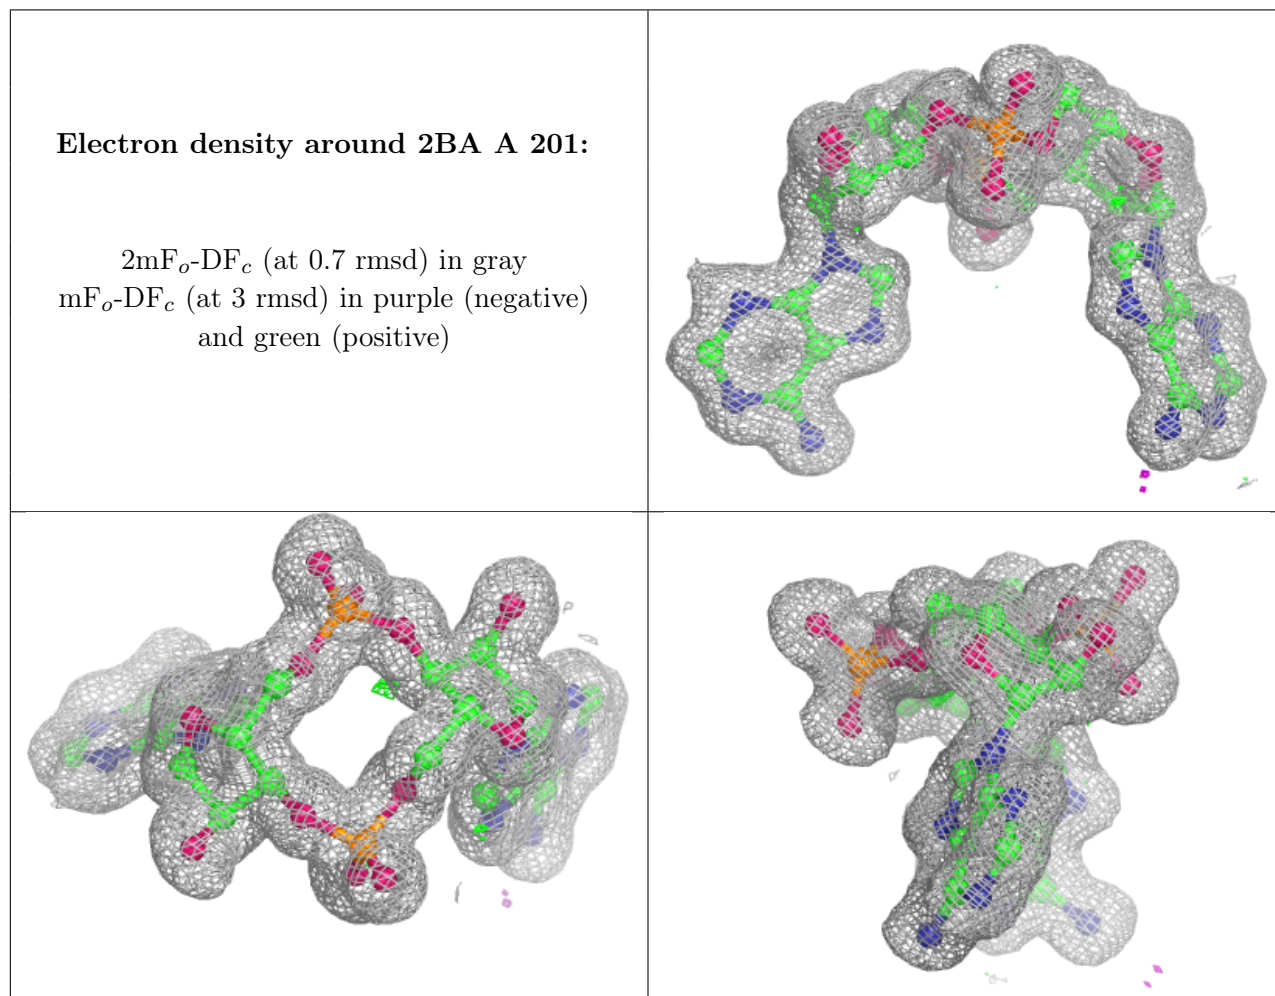 Electron density around 2BA A 201:
2mFo-DFc (at 0.7 rmsd) in gray
mFo-DFc (at 3 rmsd) in purple (negative)
and green (positive)